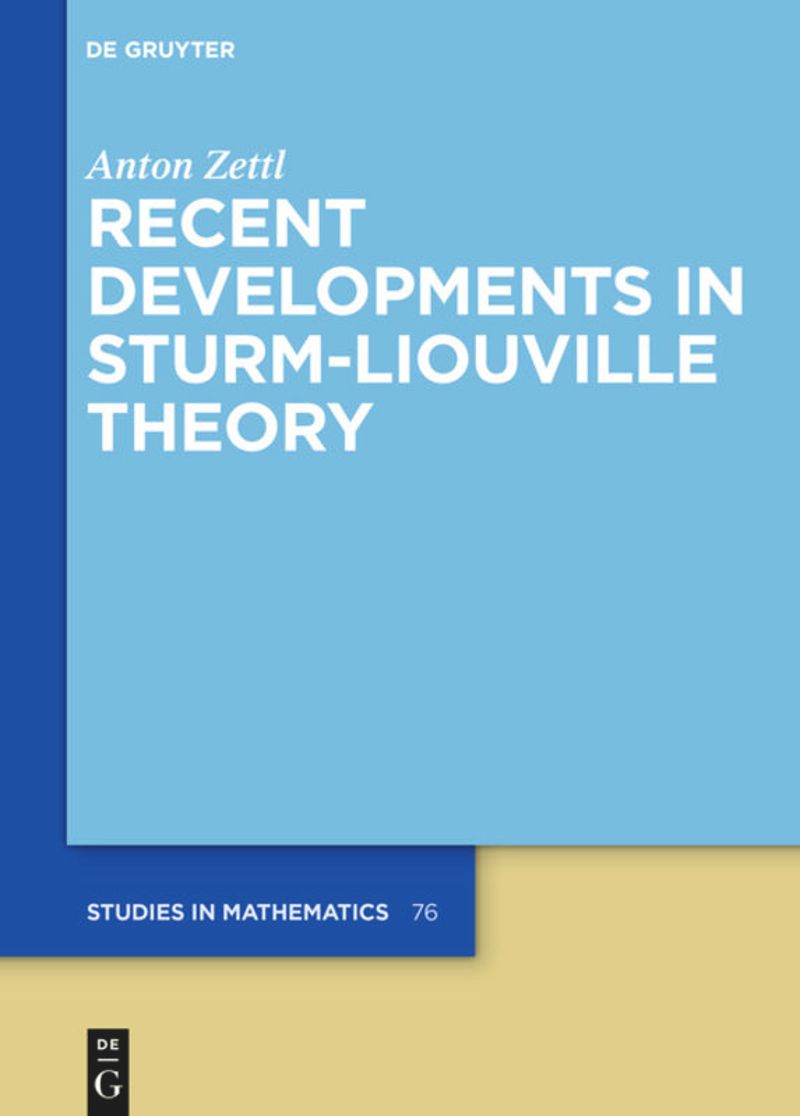 DE GRUYTER
Anton Zettl
RECENT
DEVELOPMENTS IN
STURM-LIOUVILLE
THEORY
STUDIES IN MATHEMATICS 76
DE
G